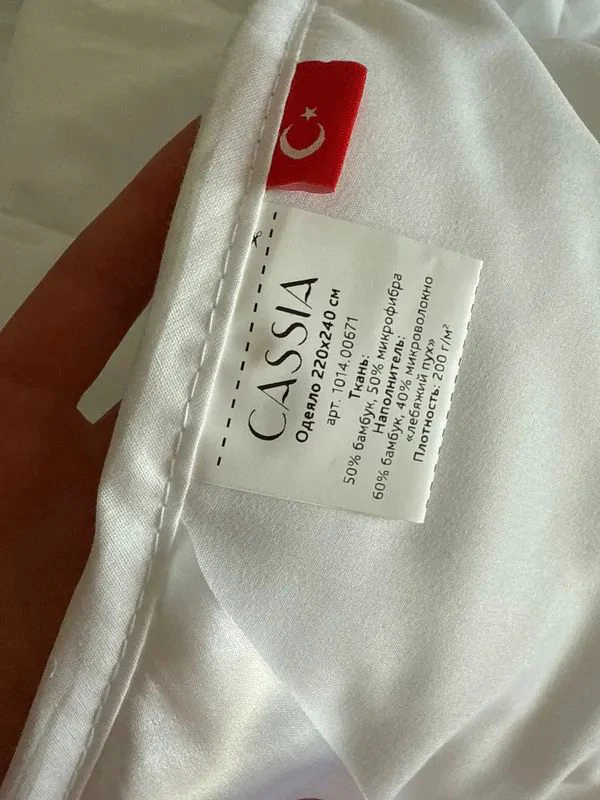 CASSIA
Одеяло 220х240 см
арт. 1014.00671
Ткань:
50% бамбук, 50% микрофибра
Наполнитель:
60% бамбук, 40% микроволокно
«лебяжий пух»
Плотность: 200 г/м²